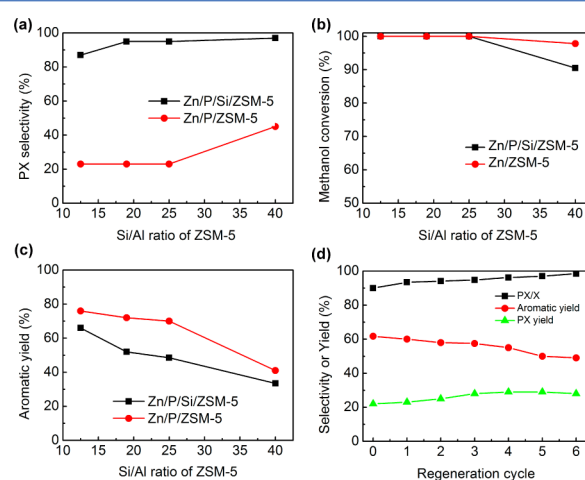 (a)
100
80
60
40
20
0
PX selectivity (%)
Zn/P/Si/ZSM-5
Zn/P/ZSM-5
10 15 20 25 30 35 40
Si/Al ratio of ZSM-5
(b)
100
90
80
70
60
50
Methanol conversion (%)
Zn/P/Si/ZSM-5
Zn/ZSM-5
10 15 20 25 30 35 40
Si/Al ratio of ZSM-5
(c)
100
80
60
40
20
0
Aromatic yield (%)
Zn/P/Si/ZSM-5
Zn/P/ZSM-5
10 15 20 25 30 35 40
Si/Al ratio of ZSM-5
(d)
100
80
60
40
20
0
Selectivity or Yield (%)
PX/X
Aromatic yield
PX yield
0 1 2 3 4 5 6
Regeneration cycle